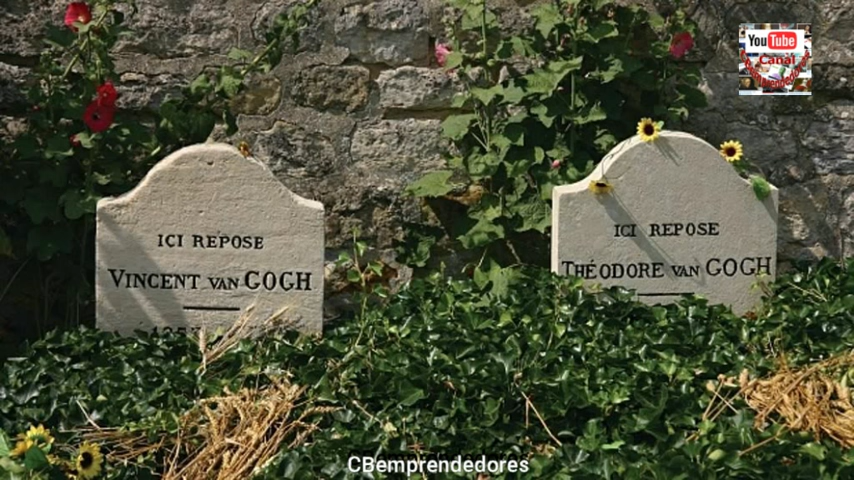 YouTube
Canal
ICI REPOSE
VINCENT VAN GOGH
ICI REPOSE
THÉODORE VAN GOGH
CBemprendedores